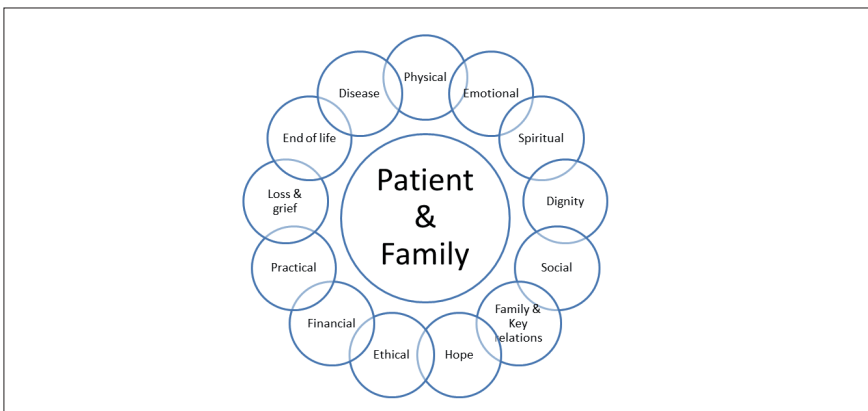 Patient
&
Family
Physical
Emotional
Spiritual
Dignity
Social
Family &
Key
relations
Hope
Ethical
Financial
Practical
Loss &
grief
End of life
Disease